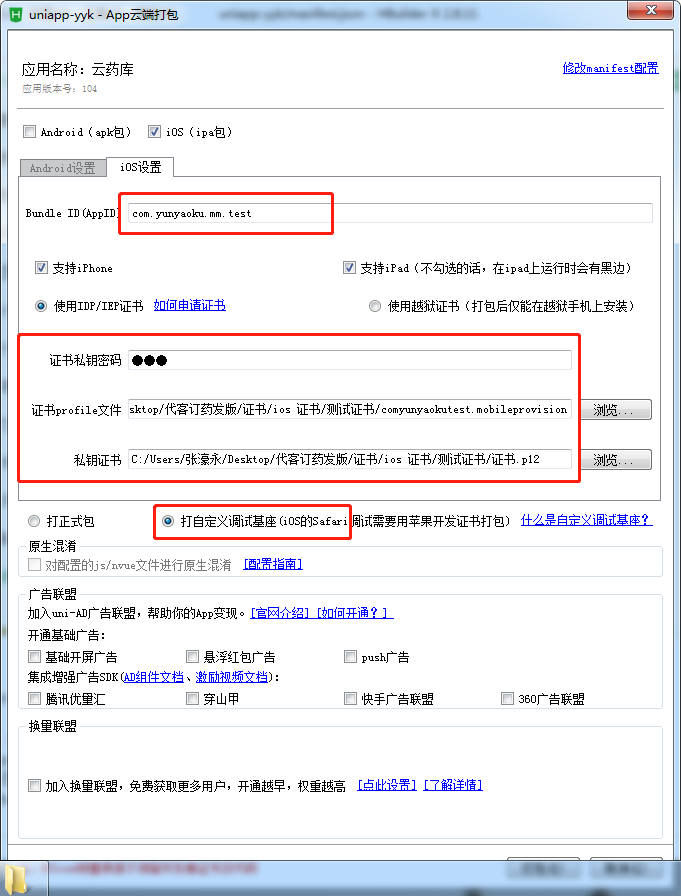 uniapp-yyk - App云端打包
应用名称: 云药库 修改manifest配置
应用版本号: 104
Android (apk包) iOS (ipa包)
Android设置 iOS设置
Bundle ID(AppID) com.yunyaoku.mm.test
支持iPhone 支持iPad (不勾选的话, 在ipad上运行时会有黑边)
使用IDP/IEP证书 如何申请证书 使用越狱证书 (打包后仅能在越狱手机上安装)
证书私钥密码 ●●●
证书profile文件 sktop/代客订药发版/证书/ios 证书/测试证书/comyunyaokutest.mobileprovision 浏览...
私钥证书 C:/Users/张濠永/Desktop/代客订药发版/证书/ios 证书/测试证书/证书.p12 浏览...
打正式包 打自定义调试基座(iOS的Safari调试需要用苹果开发证书打包) 什么是自定义调试基座?
原生混淆
对配置的js/nvue文件进行原生混淆 [配置指南]
广告联盟
加入uni-AD广告联盟, 帮助你的App变现。[官网介绍] [如何开通?]
开通基础广告:
基础开屏广告 悬浮红包广告 push广告
集成增强广告SDK(AD组件文档、激励视频文档):
腾讯优量汇 穿山甲 快手广告联盟 360广告联盟
换量联盟
加入换量联盟, 免费获取更多用户, 开通越早, 权重越高 [点此设置] [了解详情]